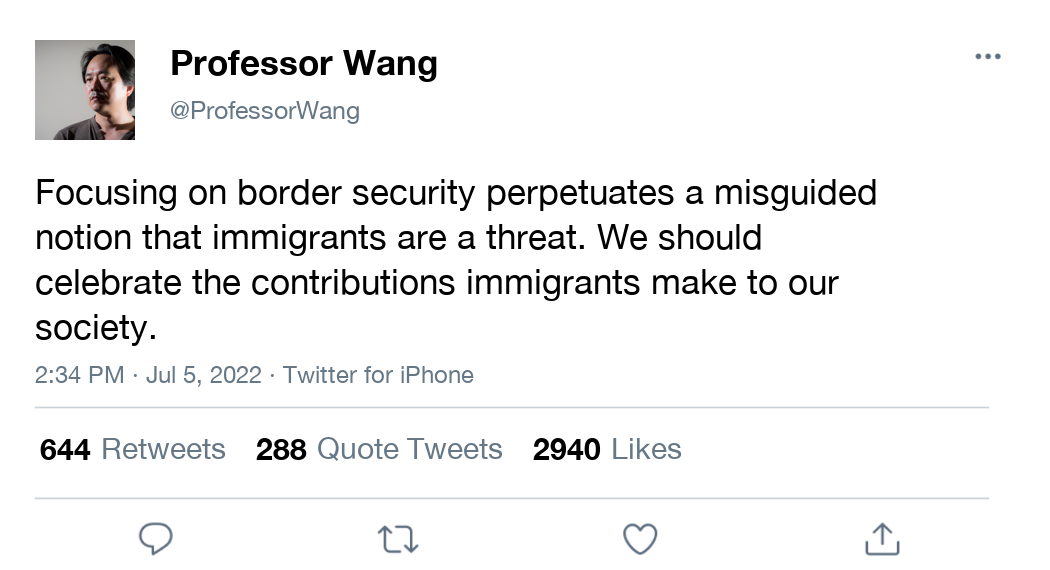 Professor Wang
@ProfessorWang
Focusing on border security perpetuates a misguided
notion that immigrants are a threat. We should
celebrate the contributions immigrants make to our
society.
2:34 PM · Jul 5, 2022 · Twitter for iPhone
644 Retweets 288 Quote Tweets 2940 Likes